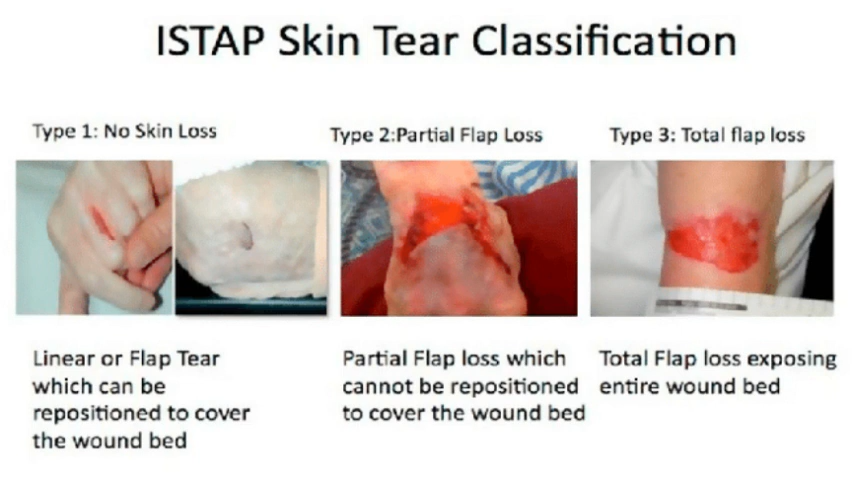 ISTAP Skin Tear Classification
Type 1: No Skin Loss
Type 2:Partial Flap Loss
Type 3: Total flap loss
Linear or Flap Tear
which can be
repositioned to cover
the wound bed
Partial Flap loss which
cannot be repositioned
to cover the wound bed
Total Flap loss exposing
entire wound bed